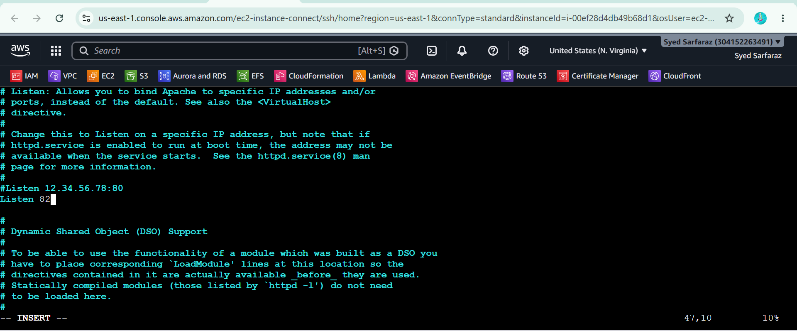 us-east-1.console.aws.amazon.com/ec2-instance-connect/ssh/home?region=us-east-1&connType=standard&instanceId=i-00ef28d4db49b68d1&osUser=ec2-...
aws
Search
[Alt+S]
United States (N. Virginia) ▼
Syed Sarfaraz (304152263491) ▼
Syed Sarfaraz
IAM VPC EC2 S3 Aurora and RDS EFS CloudFormation Lambda Amazon EventBridge Route 53 Certificate Manager CloudFront
# Listen: Allows you to bind Apache to specific IP addresses and/or
# ports, instead of the default. See also the <VirtualHost>
# directive.
#
# Change this to Listen on a specific IP address, but note that if
# httpd.service is enabled to run at boot time, the address may not be
# available when the service starts.  See the httpd.service(8) man
# page for more information.
#
#Listen 12.34.56.78:80
Listen 82
#
# Dynamic Shared Object (DSO) Support
#
# To be able to use the functionality of a module which was built as a DSO you
# have to place corresponding `LoadModule' lines at this location so the
# directives contained in it are actually available _before_ they are used.
# Statically compiled modules (those listed by `httpd -l') do not need
# to be loaded here.
#
-- INSERT -- 47,10 10%